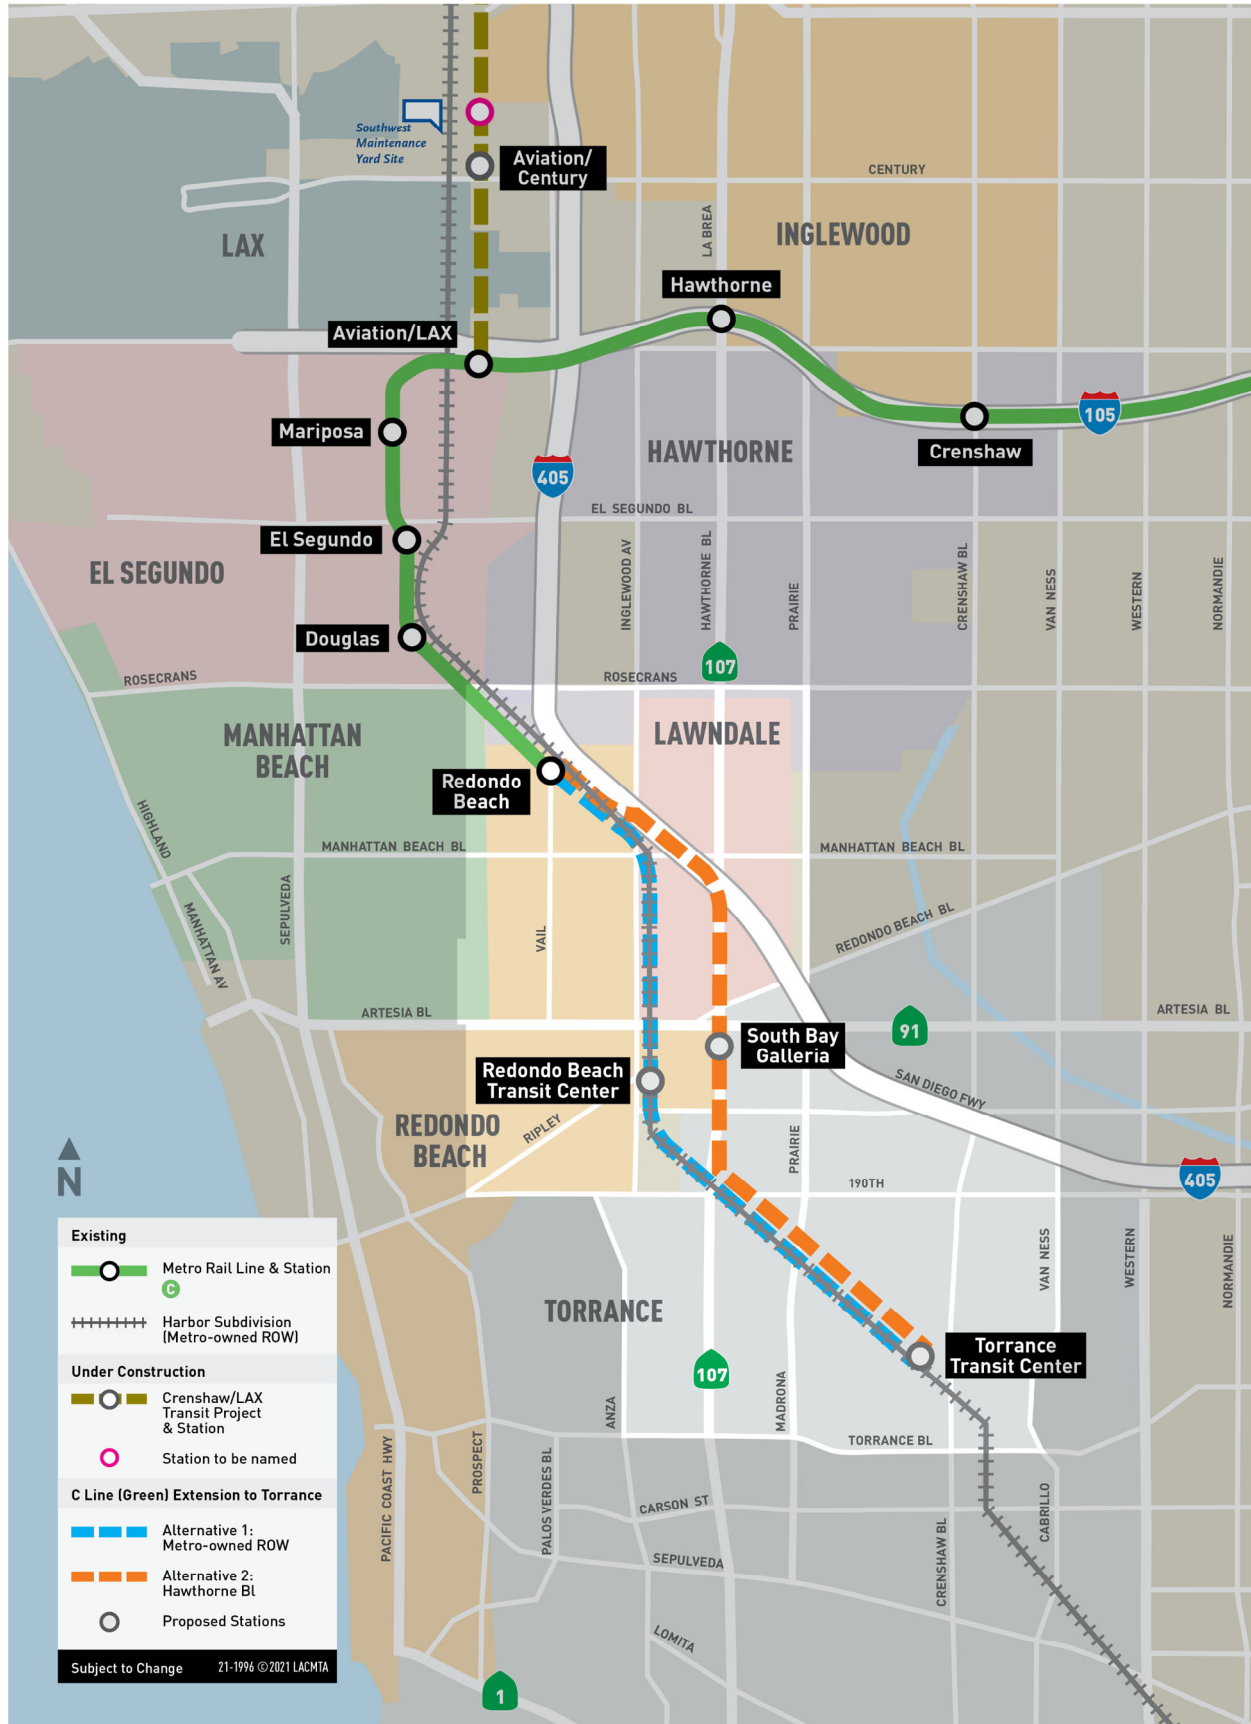 Southwest
Maintenance
Yard Site
Aviation/
Century
CENTURY
LAX
LA BREA
INGLEWOOD
Hawthorne
Aviation/LAX
Mariposa
HAWTHORNE
105
Crenshaw
405
EL SEGUNDO BL
El Segundo
EL SEGUNDO
INGLEWOOD AV
HAWTHORNE BL
PRAIRIE
CRENSHAW BL
VAN NESS
WESTERN
NORMANDIE
Douglas
107
ROSECRANS
ROSECRANS
MANHATTAN
BEACH
LAWNDALE
Redondo
Beach
HIGHLAND
MANHATTAN BEACH BL
MANHATTAN BEACH BL
SEPULVEDA
MANHATTAN AV
VAIL
REDONDO BEACH BL
ARTESIA BL
ARTESIA BL
91
South Bay
Galleria
Redondo Beach
Transit Center
SAN DIEGO FWY
REDONDO
BEACH
RIPLEY
PRAIRIE
N
190TH
405
VAN NESS
WESTERN
NORMANDIE
TORRANCE
Torrance
Transit Center
107
ANZA
MADRONA
TORRANCE BL
PACIFIC COAST HWY
PROSPECT
PALOS VERDES BL
CARSON ST
CABRILLO
CRENSHAW BL
SEPULVEDA
LOMITA
1
Existing
Metro Rail Line & Station
C
Harbor Subdivision
(Metro-owned ROW)
Under Construction
Crenshaw/LAX
Transit Project
& Station
Station to be named
C Line (Green) Extension to Torrance
Alternative 1:
Metro-owned ROW
Alternative 2:
Hawthorne Bl
Proposed Stations
Subject to Change 21-1996 ©2021 LACMTA